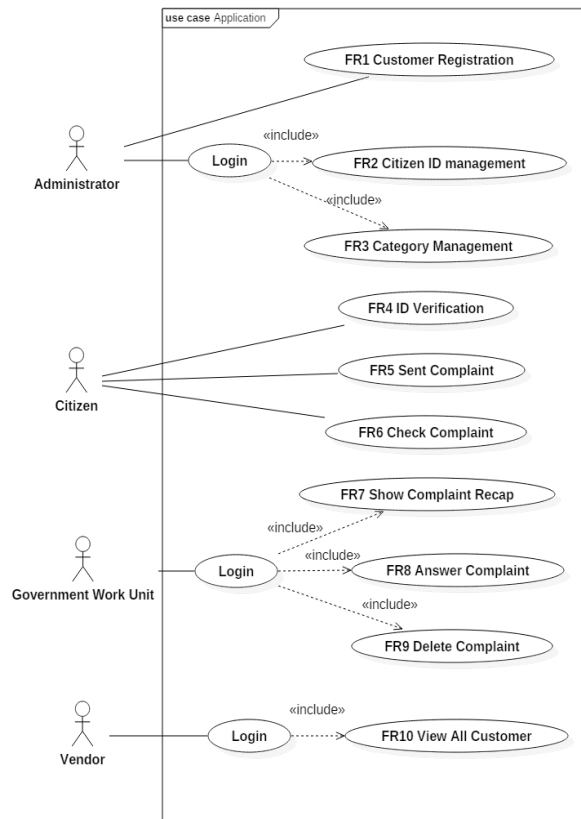 use case Application
FR1 Customer Registration
«include»
Login
FR2 Citizen ID management
Administrator
«include»
FR3 Category Management
FR4 ID Verification
FR5 Sent Complaint
Citizen
FR6 Check Complaint
FR7 Show Complaint Recap
«include»
«include»
Login
FR8 Answer Complaint
Government Work Unit
«include»
FR9 Delete Complaint
«include»
Login
FR10 View All Customer
Vendor